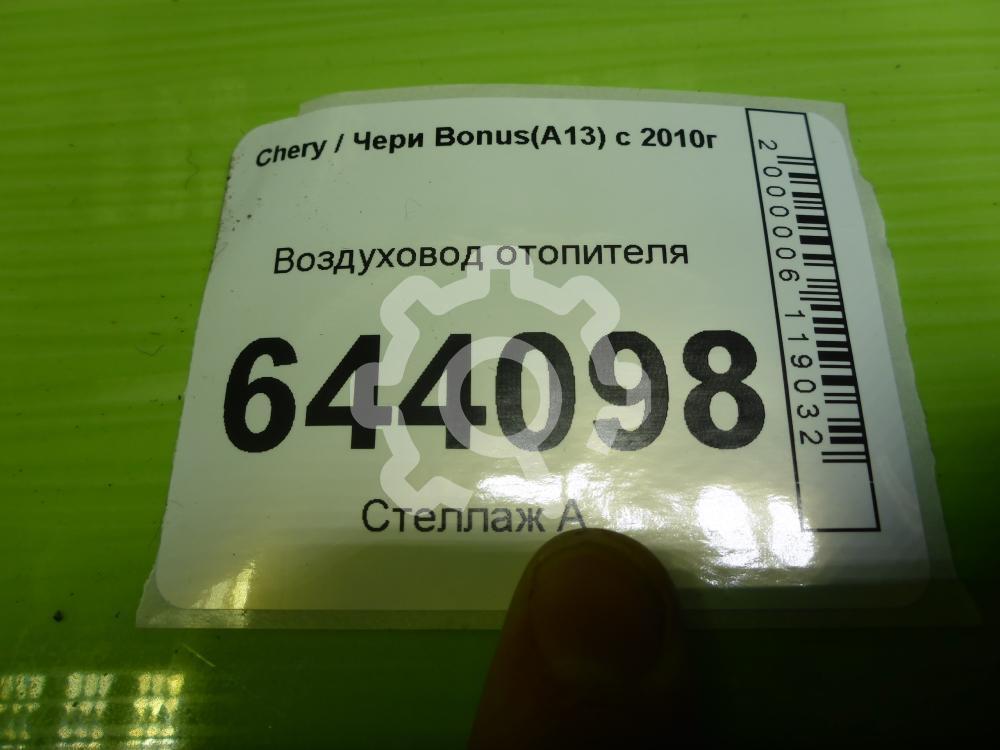 Chery / Чери Bonus(A13) с 2010г
Воздуховод отопителя
644098
Стеллаж А
2000006119032